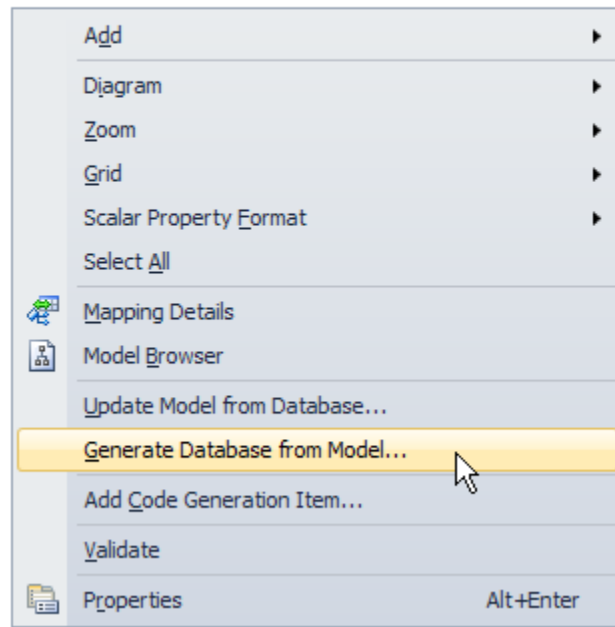 Add
Diagram
Zoom
Grid
Scalar Property Format
Select All
Mapping Details
Model Browser
Update Model from Database...
Generate Database from Model...
Add Code Generation Item...
Validate
Properties Alt+Enter